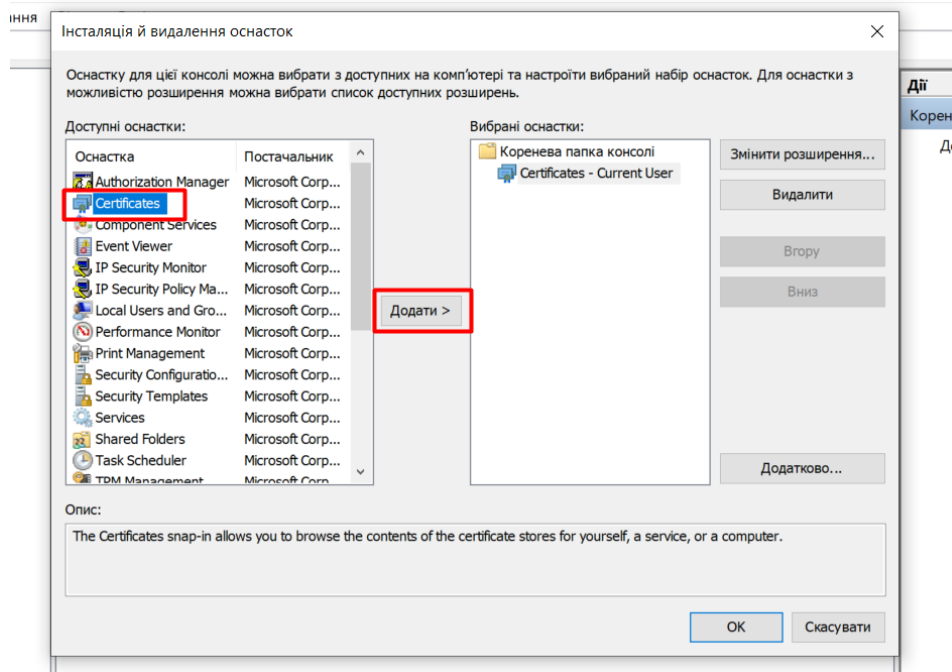 ння
Інсталяція й видалення оснасток
Оснастку для цієї консолі можна вибрати з доступних на комп'ютері та настроїти вибраний набір оснасток. Для оснастки з
можливістю розширення можна вибрати список доступних розширень.
Доступні оснастки:
Оснастка Постачальник
Authorization Manager Microsoft Corp...
Certificates Microsoft Corp...
Component Services Microsoft Corp...
Event Viewer Microsoft Corp...
IP Security Monitor Microsoft Corp...
IP Security Policy Ma... Microsoft Corp...
Local Users and Gro... Microsoft Corp...
Performance Monitor Microsoft Corp...
Print Management Microsoft Corp...
Security Configuratio... Microsoft Corp...
Security Templates Microsoft Corp...
Services Microsoft Corp...
Shared Folders Microsoft Corp...
Task Scheduler Microsoft Corp...
TPM Management Microsoft Corp
Додати >
Вибрані оснастки:
Коренева папка консолі
Certificates - Current User
Змінити розширення...
Видалити
Вгору
Вниз
Додатково...
Опис:
The Certificates snap-in allows you to browse the contents of the certificate stores for yourself, a service, or a computer.
OK
Скасувати
Дії
Корен